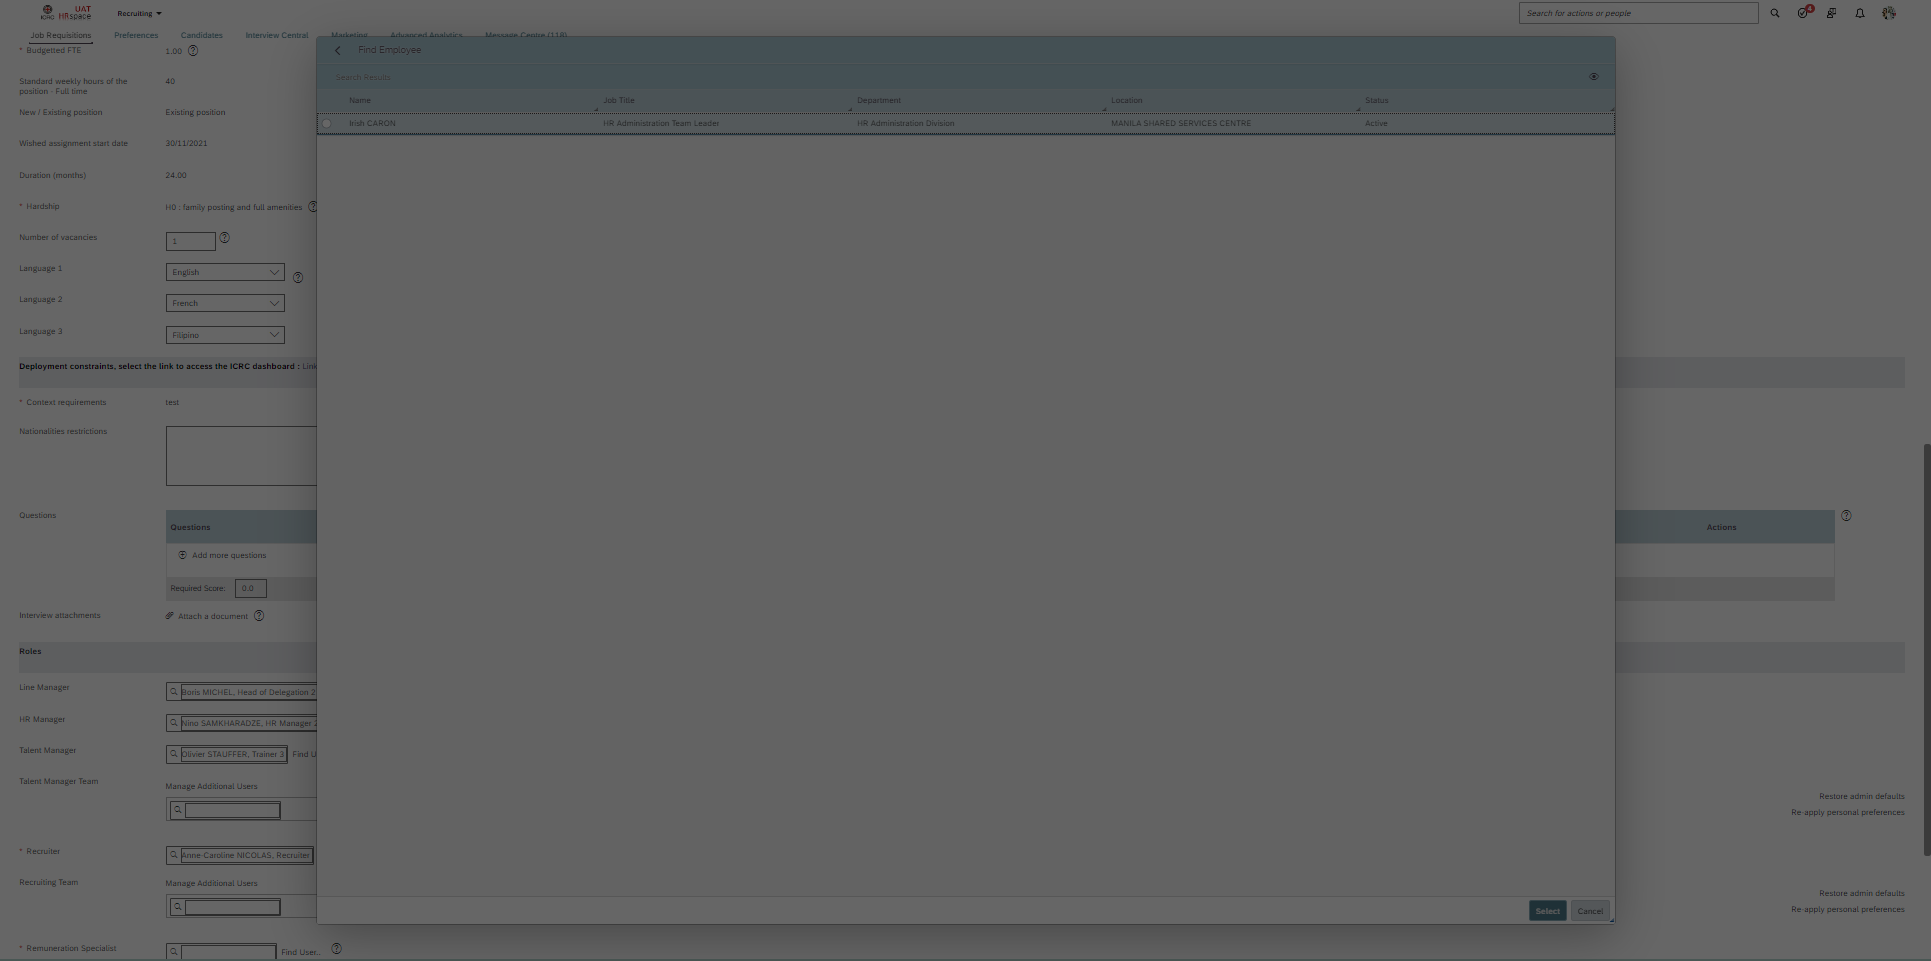 ICRC UAT HRspace
Recruiting
Search for actions or people
4
Job Requisitions
Preferences
Candidates
Interview Central
Marketing
Advanced Analytics
Message Centre (118)
* Budgetted FTE
1.00
Standard weekly hours of the position - Full time
40
New / Existing position
Existing position
Wished assignment start date
30/11/2021
Duration (months)
24.00
* Hardship
H0 : family posting and full amenities
Number of vacancies
1
Language 1
English
Language 2
French
Language 3
Filipino
Deployment constraints, select the link to access the ICRC dashboard : Link
* Context requirements
test
Nationalities restrictions
Questions
Questions
Actions
Add more questions
Required Score:
0.0
Interview attachments
Attach a document
Roles
Line Manager
Boris MICHEL, Head of Delegation 2
HR Manager
Nino SAMKHARADZE, HR Manager 2
Talent Manager
Olivier STAUFFER, Trainer 3
Find U
Talent Manager Team
Manage Additional Users
Restore admin defaults
Re-apply personal preferences
* Recruiter
Anne-Caroline NICOLAS, Recruiter
Recruiting Team
Manage Additional Users
Restore admin defaults
Re-apply personal preferences
* Remuneration Specialist
Find User..
Find Employee
Search Results
Name
Job Title
Department
Location
Status
Irish CARON
HR Administration Team Leader
HR Administration Division
MANILA SHARED SERVICES CENTRE
Active
Select
Cancel